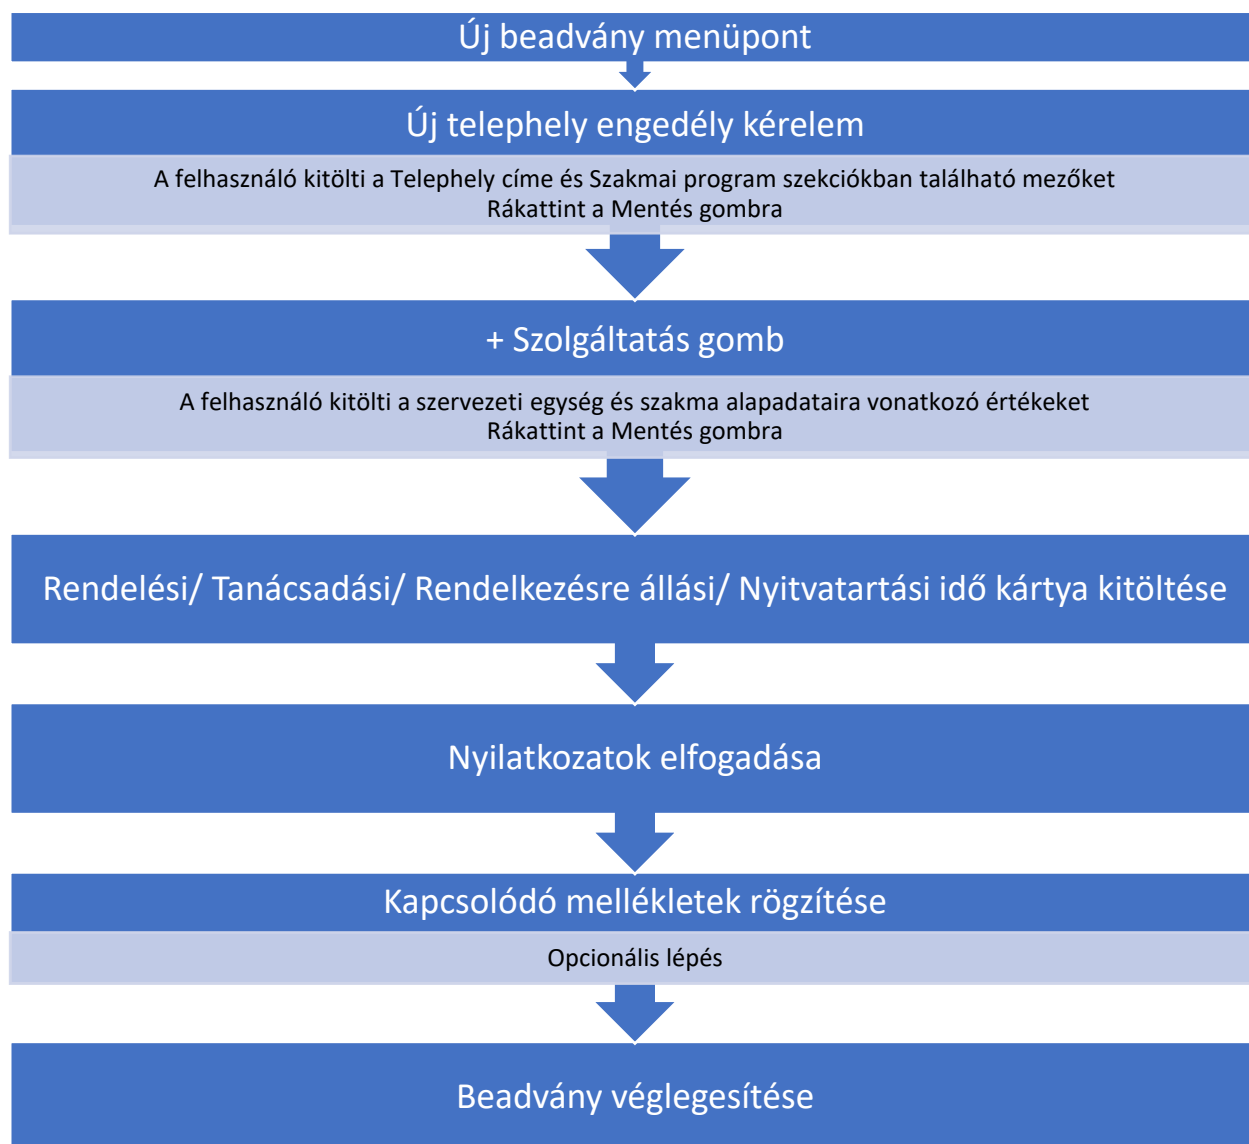 Új beadvány menüpont
Új telephely engedély kérelem
A felhasználó kitölti a Telephely címe és Szakmai program szekciókban található mezőket
Rákattint a Mentés gombra
+ Szolgáltatás gomb
A felhasználó kitölti a szervezeti egység és szakma alapadataira vonatkozó értékeket
Rákattint a Mentés gombra
Rendelési/ Tanácsadási/ Rendelkezésre állási/ Nyitvatartási idő kártya kitöltése
Nyilatkozatok elfogadása
Kapcsolódó mellékletek rögzítése
Opcionális lépés
Beadvány véglegesítése